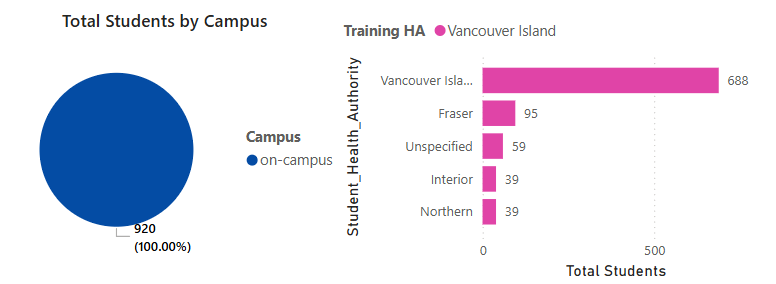 Total Students by Campus
920
(100.00%)
Campus
on-campus
Training HA
Vancouver Island
Student_Health_Authority
Vancouver Isla... 688
Fraser 95
Unspecified 59
Interior 39
Northern 39
0 500
Total Students